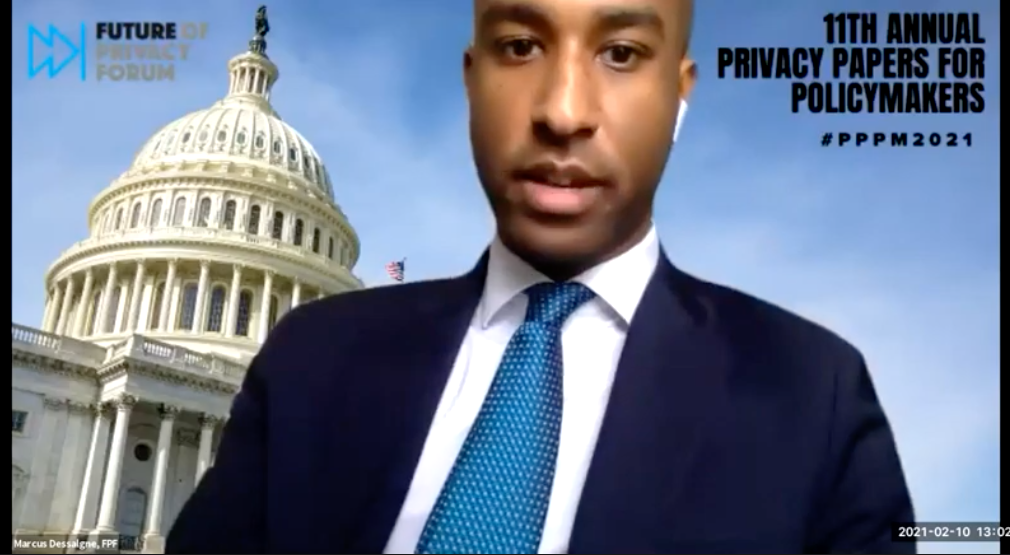 FUTURE OF
PRIVACY
FORUM
11TH ANNUAL
PRIVACY PAPERS FOR
POLICYMAKERS
#PPPM2021
Marcus Dessalgne, FPF
2021-02-10 13:02